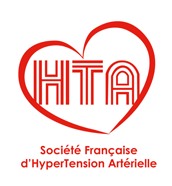 HTA
Société Française
d'HyperTension Artérielle